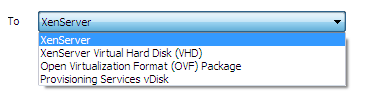 To XenServer
XenServer
XenServer Virtual Hard Disk (VHD)
Open Virtualization Format (OVF) Package
Provisioning Services vDisk